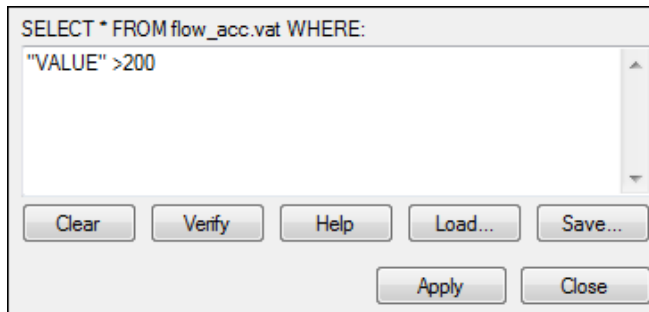 SELECT * FROM flow_acc.vat WHERE:
"VALUE" >200
Clear Verify Help Load... Save...
Apply Close